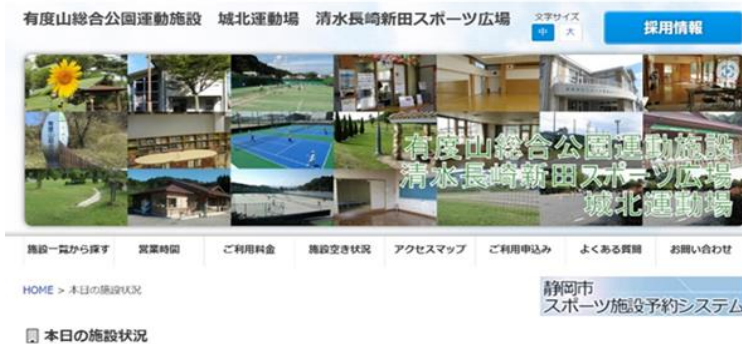 有度山総合公園運動施設 城北運動場 清水長崎新田スポーツ広場
文字サイズ
中 大
採用情報
有度山総合公園運動施設
清水長崎新田スポーツ広場
城北運動場
施設一覧から探す 営業時間 ご利用料金 施設空き状況 アクセスマップ ご利用申込み よくある質問 お問い合わせ
HOME > 本日の施設状況
静岡市
スポーツ施設予約システム
本日の施設状況